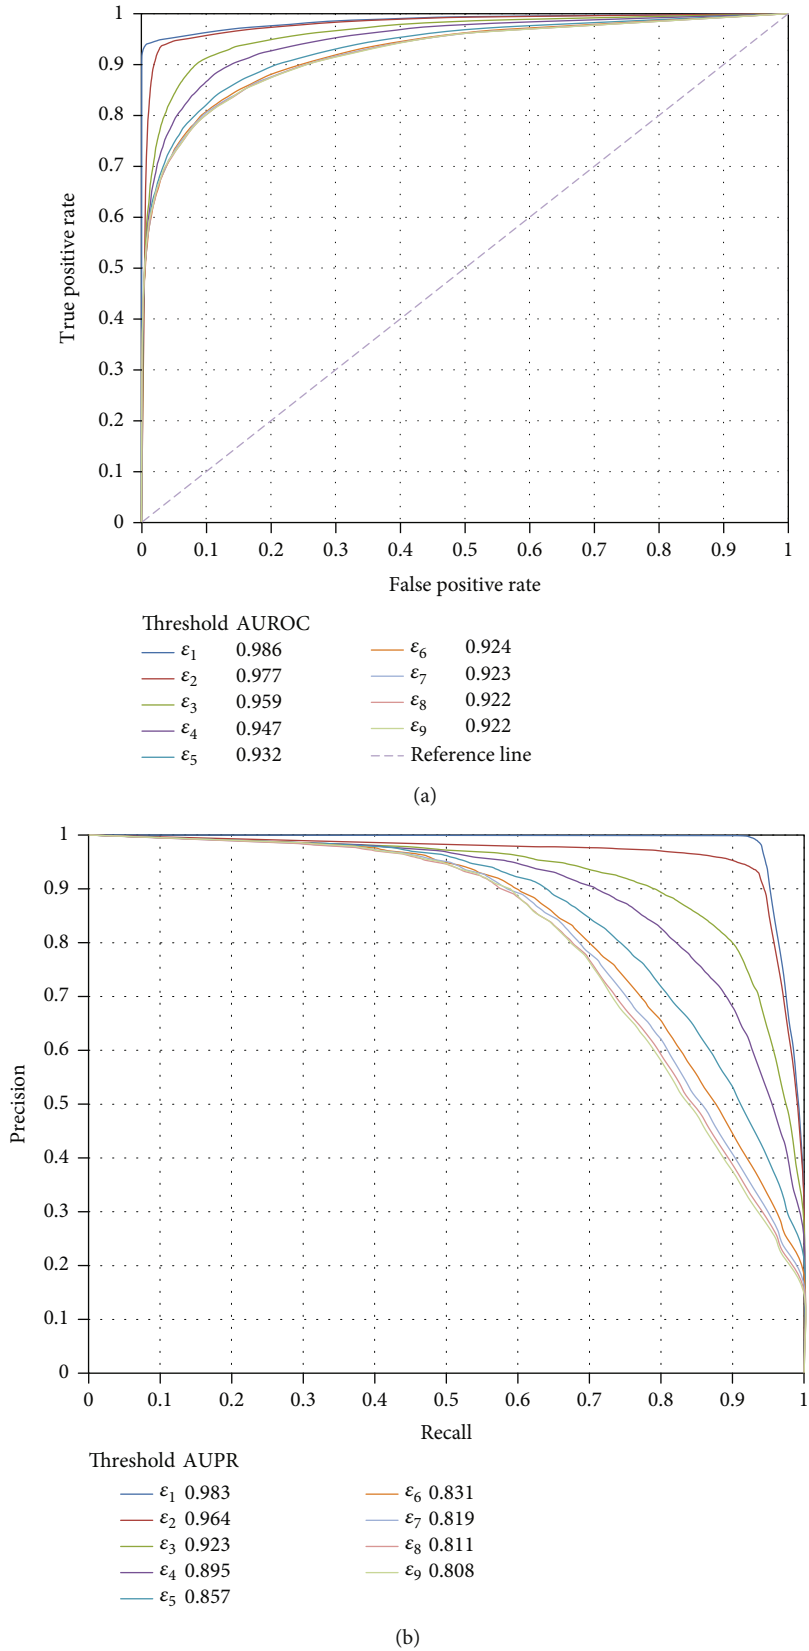 1
0.9
0.8
0.7
0.6
0.5
0.4
0.3
0.2
0.1
0
True positive rate
0 0.1 0.2 0.3 0.4 0.5 0.6 0.7 0.8 0.9 1
False positive rate
Threshold AUROC
ε1 0.986
ε2 0.977
ε3 0.959
ε4 0.947
ε5 0.932
ε6 0.924
ε7 0.923
ε8 0.922
ε9 0.922
Reference line
(a)
1
0.9
0.8
0.7
0.6
0.5
0.4
0.3
0.2
0.1
0
Precision
0 0.1 0.2 0.3 0.4 0.5 0.6 0.7 0.8 0.9 1
Recall
Threshold AUPR
ε1 0.983
ε2 0.964
ε3 0.923
ε4 0.895
ε5 0.857
ε6 0.831
ε7 0.819
ε8 0.811
ε9 0.808
(b)